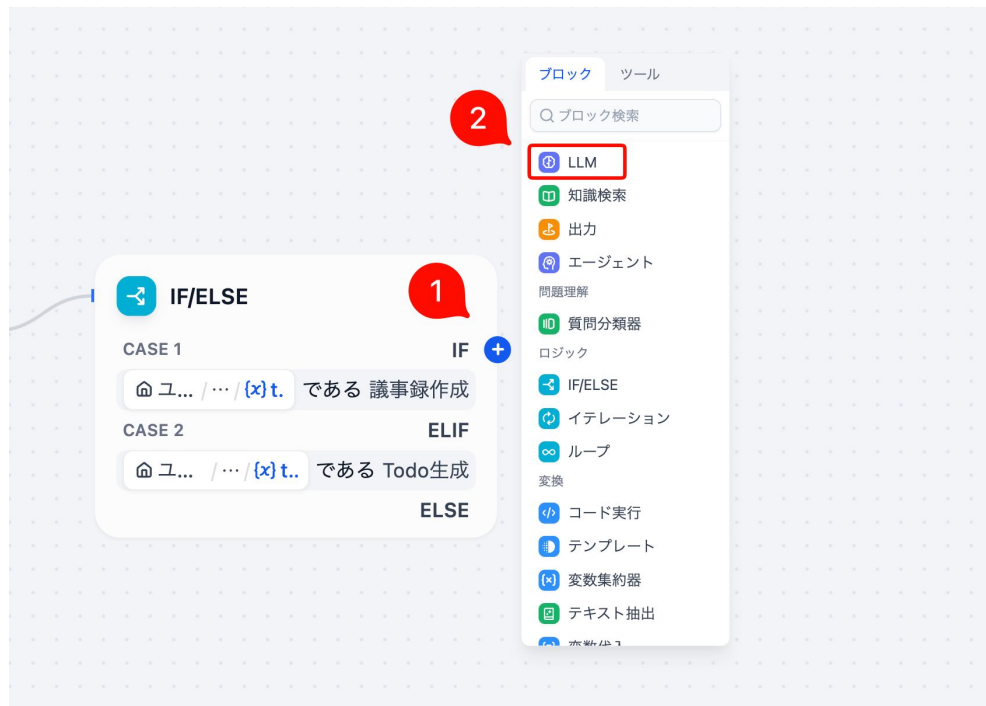 ブロック ツール
2
ブロック検索
LLM
知識検索
出力
エージェント
1
IF/ELSE
問題理解
質問分類器
CASE 1 IF
ロジック
ユ... / ... / {x} t. である 議事録作成
IF/ELSE
イテレーション
CASE 2 ELIF
ループ
ユ... / ... / {x} t.. である Todo生成
変換
ELSE
コード実行
テンプレート
変数集約器
テキスト抽出